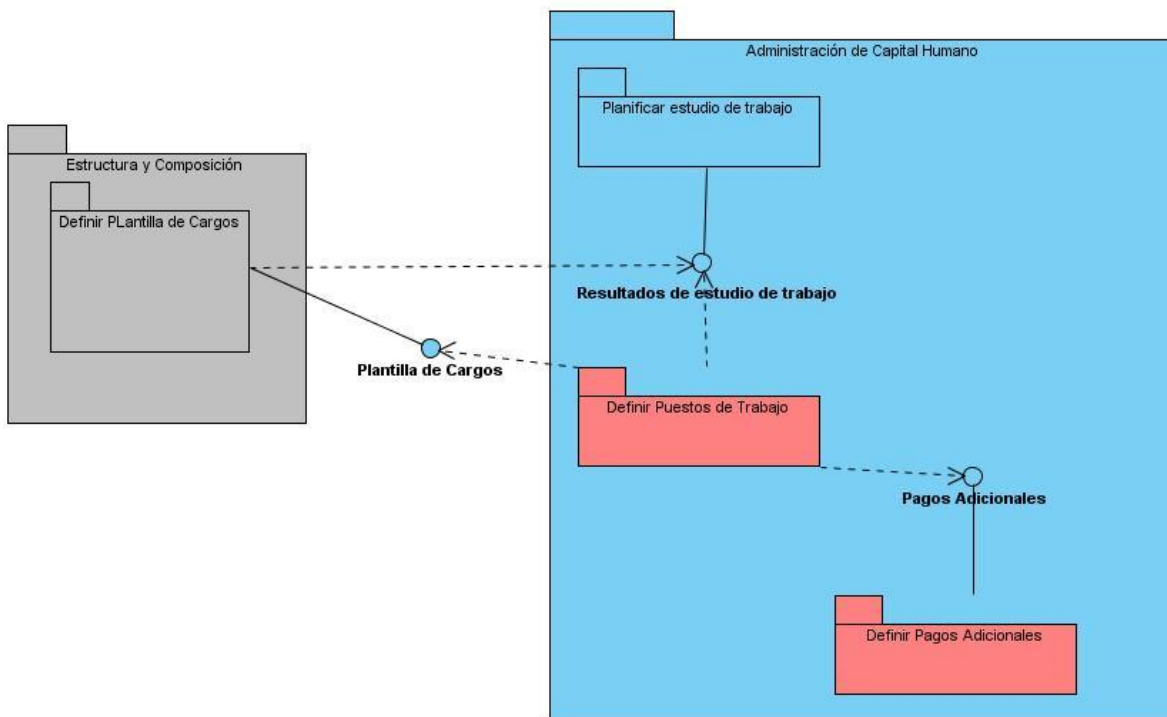 Administración de Capital Humano
Planificar estudio de trabajo
Estructura y Composición
Definir PLantilla de Cargos
Resultados de estudio de trabajo
Plantilla de Cargos
Definir Puestos de Trabajo
Pagos Adicionales
Definir Pagos Adicionales